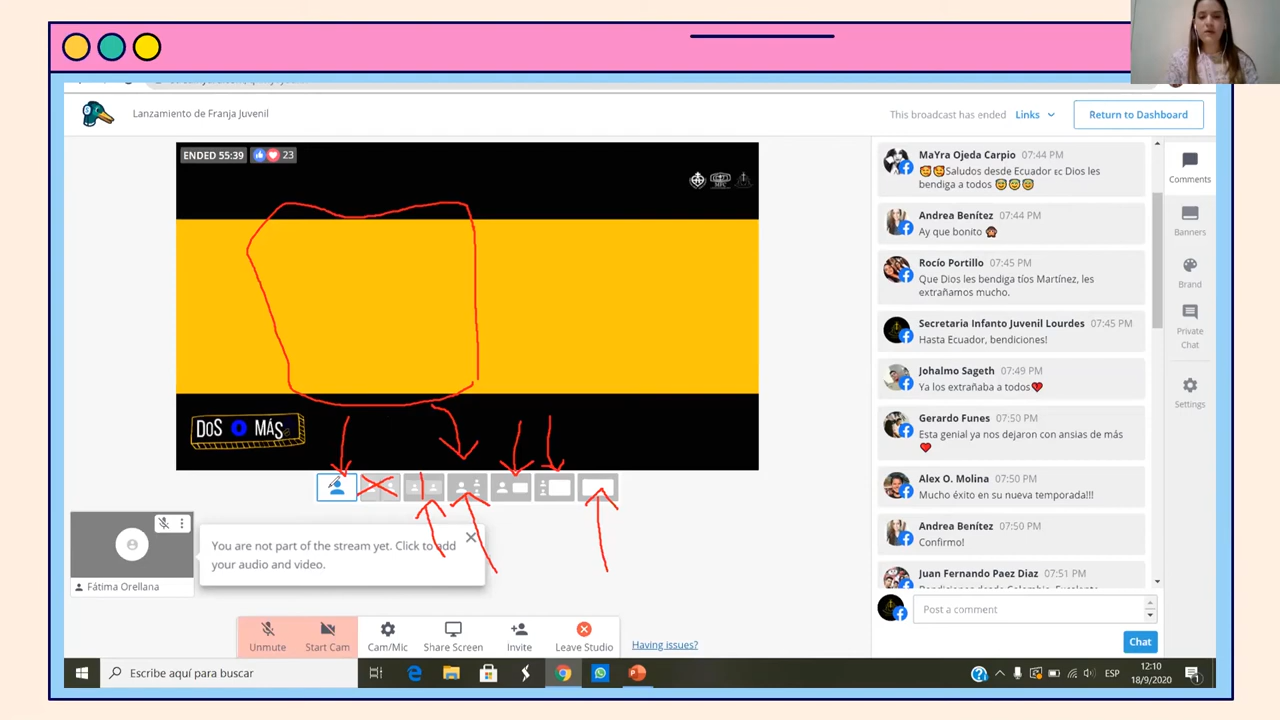 Lanzamiento de Franja Juvenil
This broadcast has ended Links
Return to Dashboard
ENDED 55:39 23
MFC
DOS O MÁS
MaYra Ojeda Carpio 07:44 PM
🥰🥰Saludos desde Ecuador εc Dios les
bendiga a todos 😇😇😇
Andrea Benítez 07:44 PM
Ay que bonito 🙊
Rocío Portillo 07:45 PM
Que Dios les bendiga tíos Martínez, les
extrañamos mucho.
Secretaria Infanto Juvenil Lourdes 07:45 PM
Hasta Ecuador, bendiciones!
Johalmo Sageth 07:49 PM
Ya los extrañaba a todos♥
Gerardo Funes 07:50 PM
Esta genial ya nos dejaron con ansias de más
♥
Alex O. Molina 07:50 PM
Mucho éxito en su nueva temporada!!!
Andrea Benítez 07:50 PM
Confirmo!
Juan Fernando Paez Diaz 07:51 PM
Post a comment
Chat
Comments
Banners
Brand
Private
Chat
Settings
You are not part of the stream yet. Click to add
your audio and video.
Fátima Orellana
Unmute Start Cam Cam/Mic Share Screen Invite Leave Studio
Having issues?
Escribe aquí para buscar
ESP
12:10
18/9/2020
1